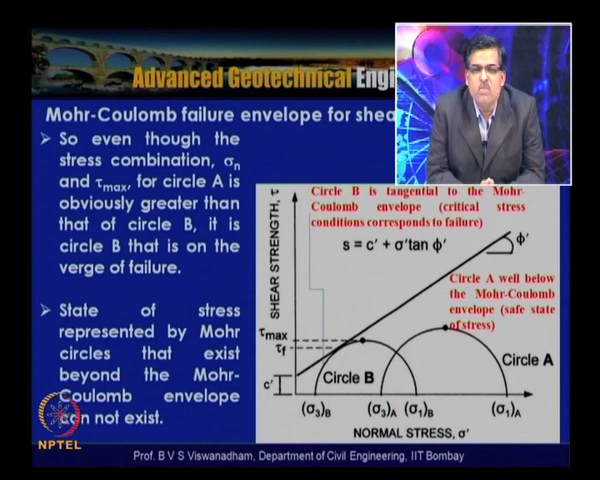 Advanced Geotechnical Engi
Mohr-Coulomb failure envelope for shea
➤ So even though the
stress combination, σn
and τmax, for circle A is
obviously greater than
that of circle B, it is
circle B that is on the
verge of failure.
➤ State of stress
represented by Mohr
circles that exist
beyond the Mohr-
Coulomb envelope
can not exist.
Circle B is tangential to the Mohr-
Coulomb envelope (critical stress
conditions corresponds to failure)
s = c' + σ'tan ϕ'
ϕ'
Circle A well below
the Mohr-Coulomb
envelope (safe state
of stress)
SHEAR STRENGTH, τ
τmax
τf
c'
Circle B
Circle A
(σ3)B
(σ3)A
(σ1)B
(σ1)A
NORMAL STRESS, σ'
NPTEL
Prof. B V S Viswanadham, Department of Civil Engineering, IIT Bombay